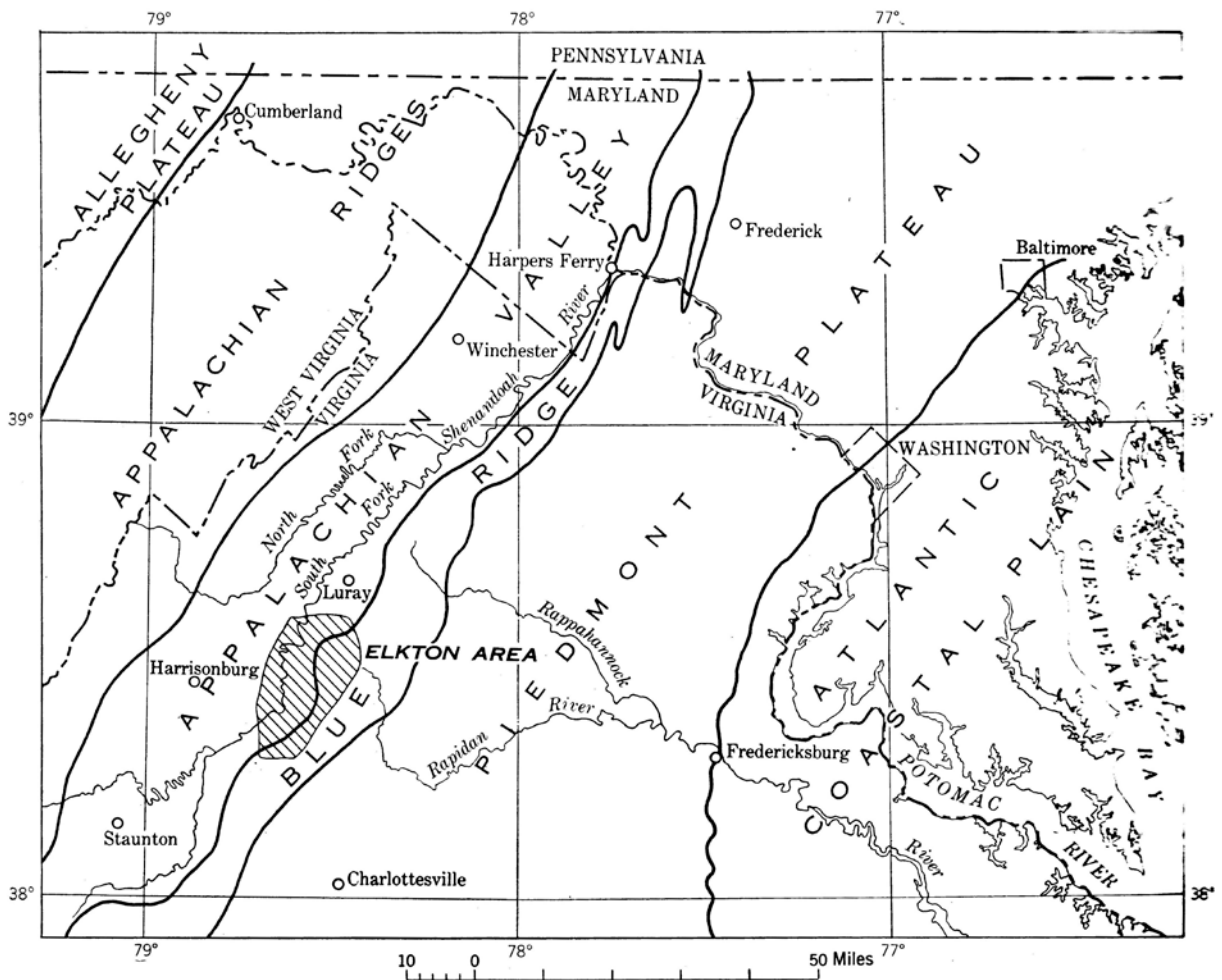 79°
78°
77°
PENNSYLVANIA
MARYLAND
ALLEGHENY
PLATEAU
Cumberland
APPALACHIAN RIDGES
Frederick
PIEDMONT PLATEAU
Baltimore
Harpers Ferry
River
Winchester
WEST VIRGINIA
VIRGINIA
MARYLAND
VIRGINIA
39°
39°
Shenandoah
North Fork
South Fork
APPALACHIAN VALLEY
WASHINGTON
ATLANTIC
COASTAL PLAIN
CHESAPEAKE BAY
Luray
ELKTON AREA
Harrisonburg
BLUE RIDGE
Rappahannock
River
Rapidan
River
Fredericksburg
POTOMAC
RIVER
Staunton
Charlottesville
38°
38°
79°
78°
77°
10 0 50 Miles